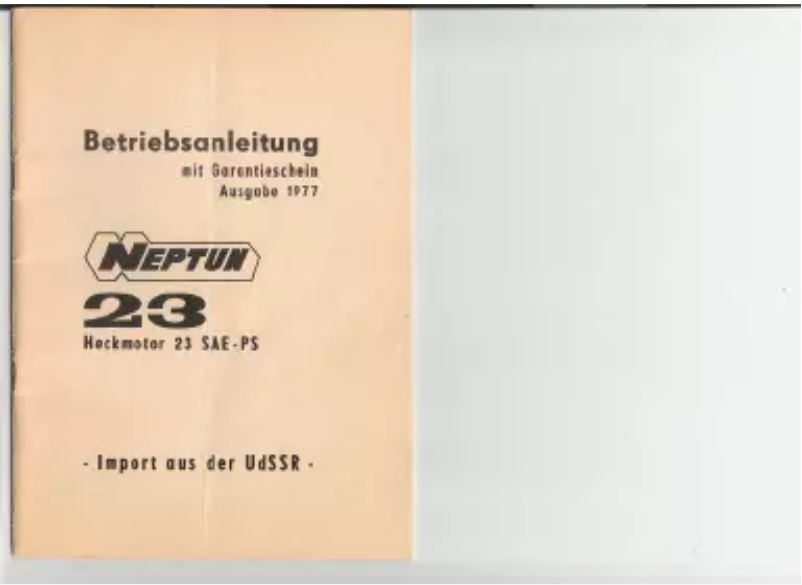 Betriebsanleitung
mit Garantieschein
Ausgabe 1977
NEPTUN
23
Heckmotor 23 SAE-PS
- Import aus der UdSSR -